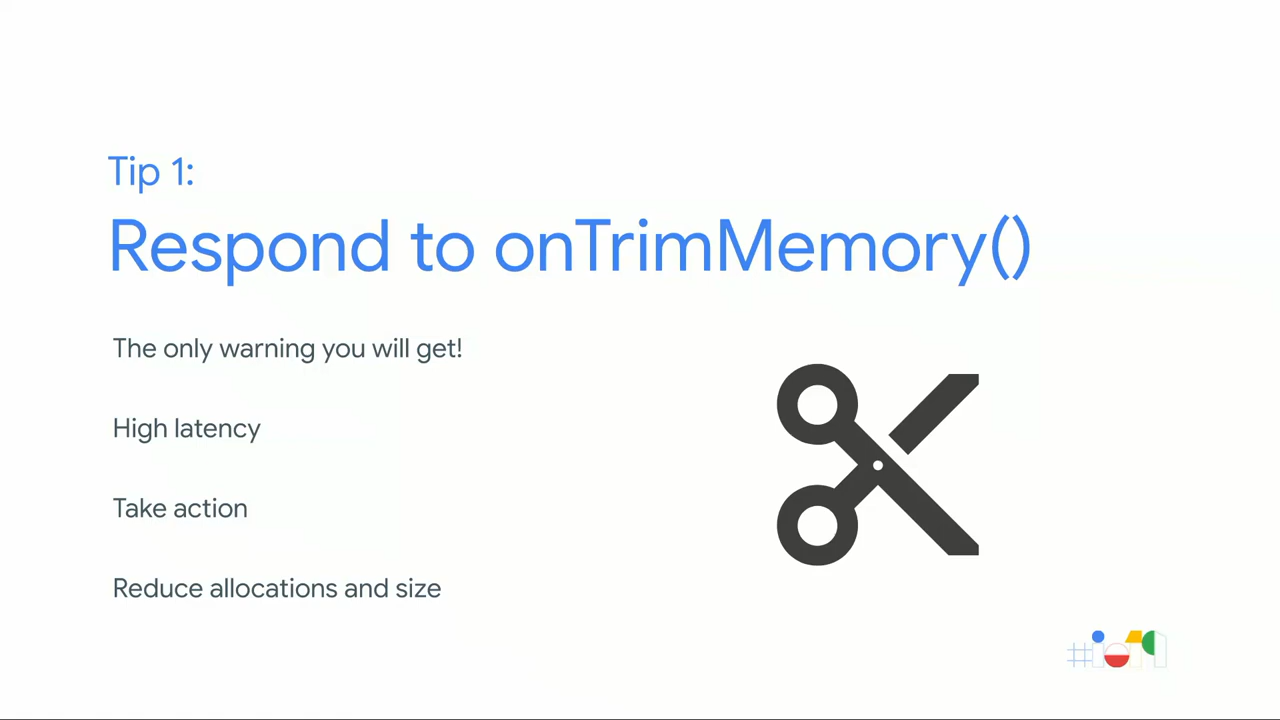 Tip 1:
Respond to onTrimMemory()
The only warning you will get!
High latency
Take action
Reduce allocations and size
#io19